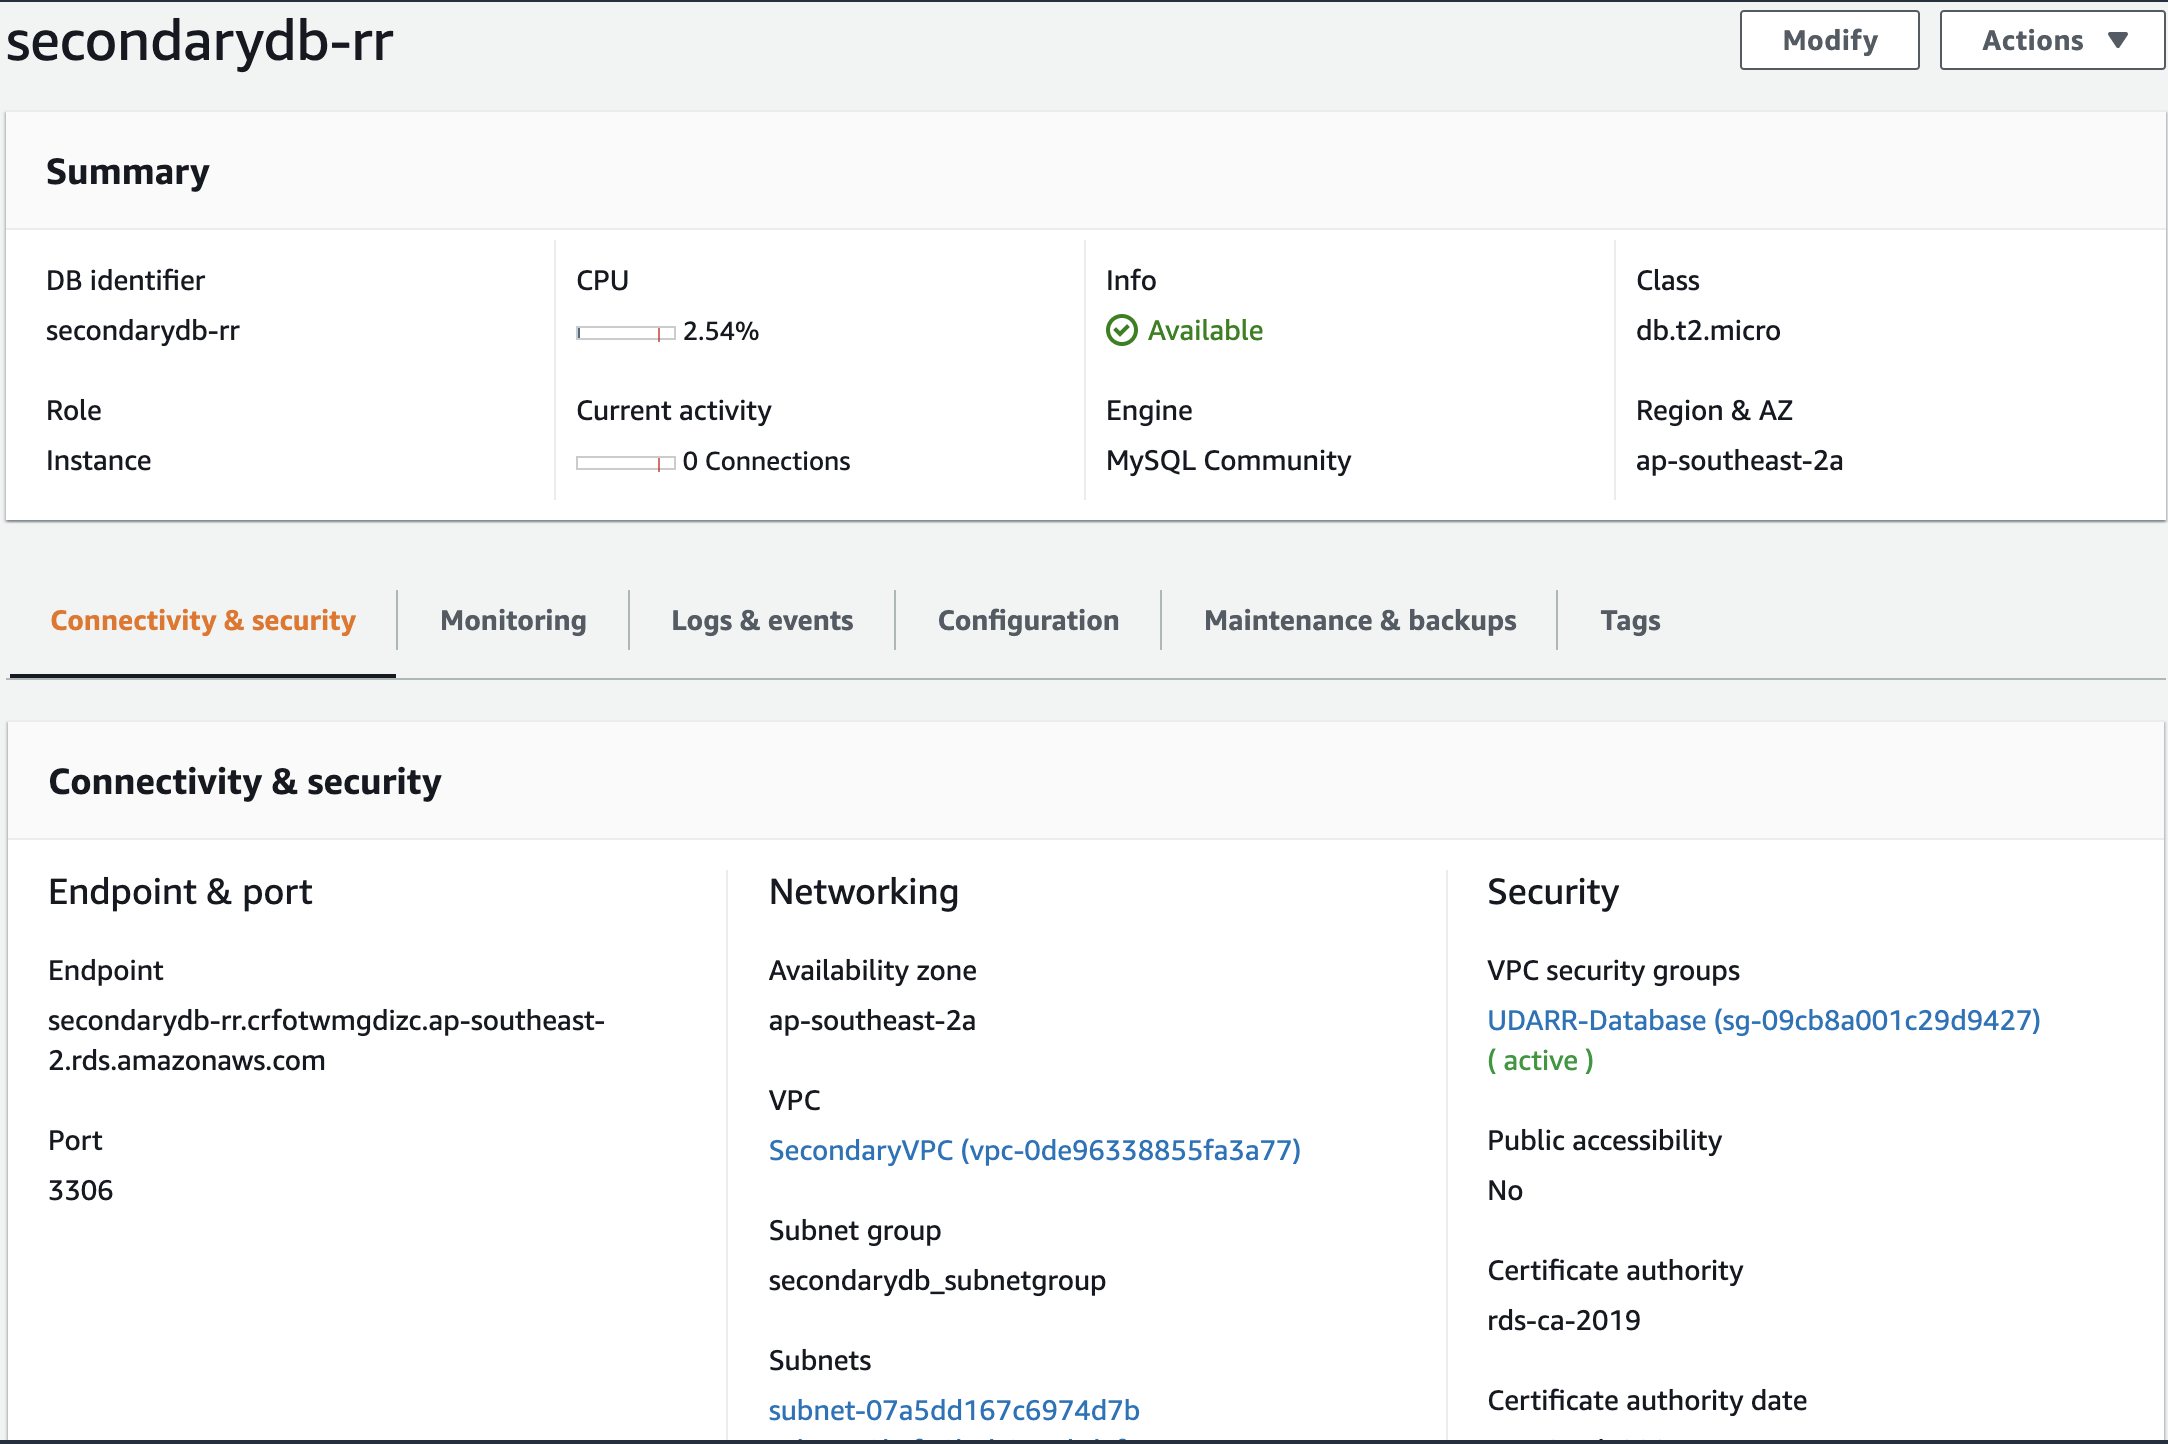 secondarydb-rr
Modify
Actions
Summary
DB identifier
secondarydb-rr
CPU
2.54%
Info
Available
Class
db.t2.micro
Role
Instance
Current activity
0 Connections
Engine
MySQL Community
Region & AZ
ap-southeast-2a
Connectivity & security
Monitoring
Logs & events
Configuration
Maintenance & backups
Tags
Connectivity & security
Endpoint & port
Endpoint
secondarydb-rr.crfotwmgdizc.ap-southeast-
2.rds.amazonaws.com
Port
3306
Networking
Availability zone
ap-southeast-2a
VPC
SecondaryVPC (vpc-0de96338855fa3a77)
Subnet group
secondarydb_subnetgroup
Subnets
subnet-07a5dd167c6974d7b
Security
VPC security groups
UDARR-Database (sg-09cb8a001c29d9427)
( active )
Public accessibility
No
Certificate authority
rds-ca-2019
Certificate authority date